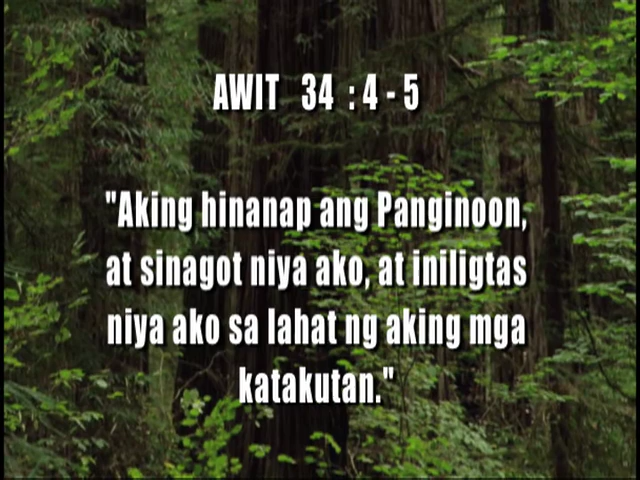 AWIT 34 : 4 - 5
"Aking hinanap ang Panginoon,
at sinagot niya ako, at iniligtas
niya ako sa lahat ng aking mga
katakutan."